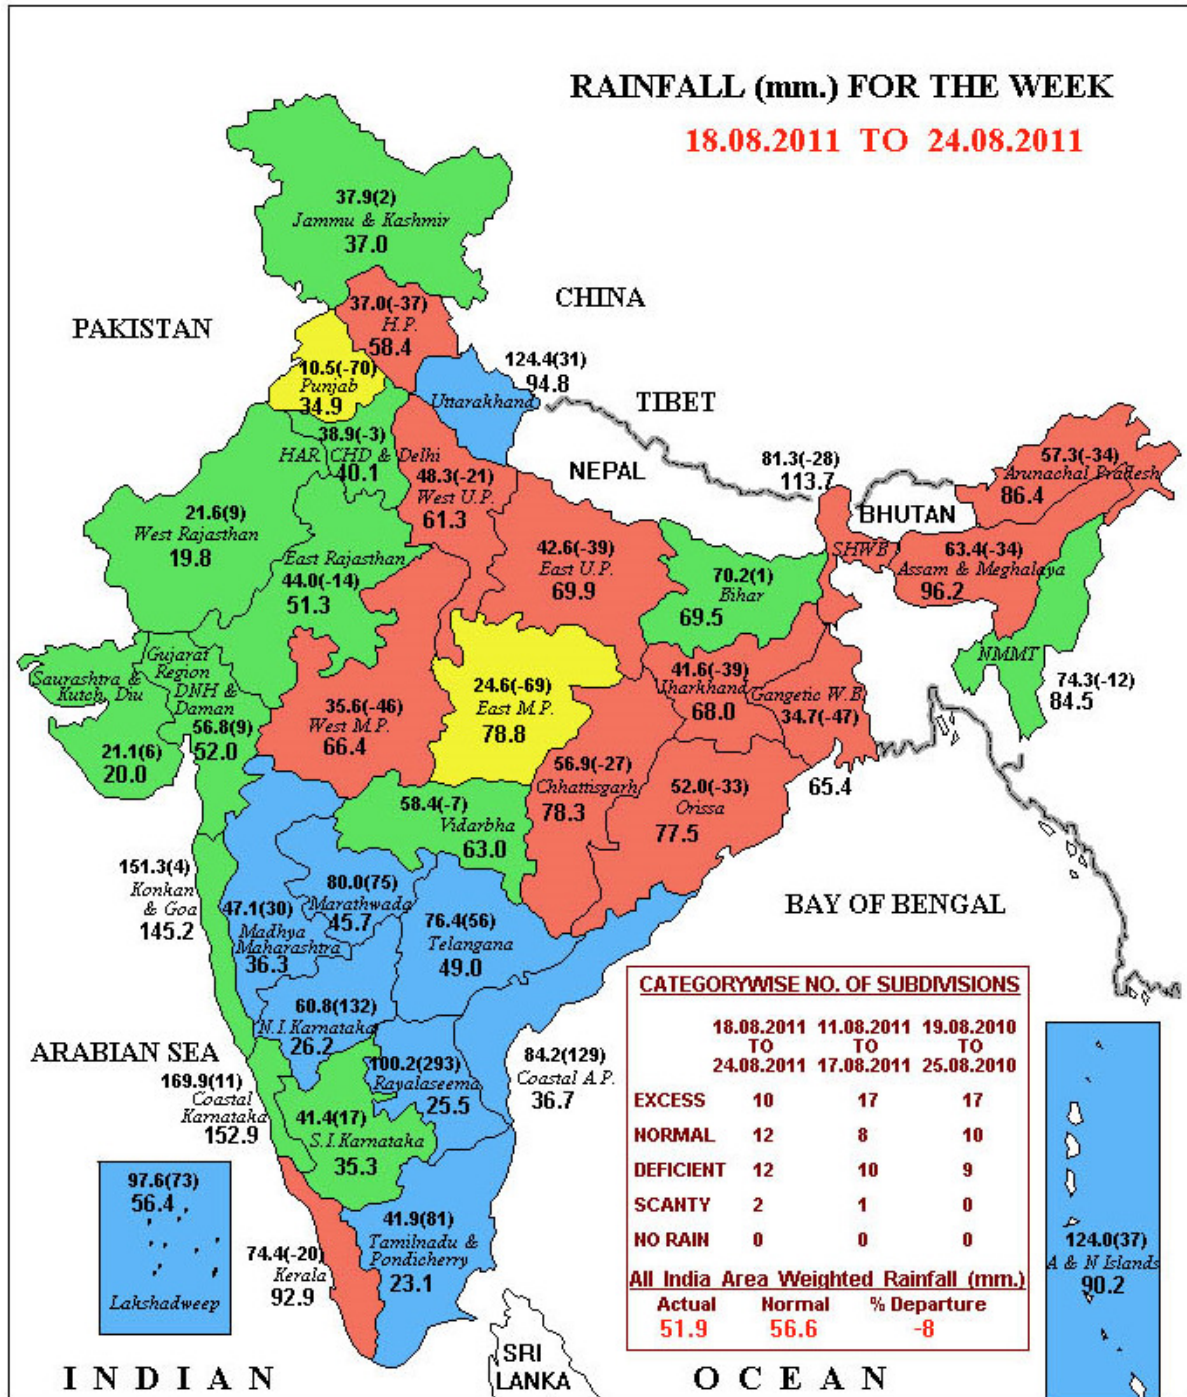 RAINFALL (mm.) FOR THE WEEK
18.08.2011 TO 24.08.2011
37.9(2)
Jammu & Kashmir
37.0
CHINA
PAKISTAN
37.0(-37)
H.P.
58.4
10.5(-70)
Punjab
34.9
124.4(31)
94.8
Uttarakhand
TIBET
38.9(-3)
HAR CHD & Delhi
40.1
NEPAL
48.3(-21)
West U.P.
61.3
81.3(-28)
113.7
SHWB
BHUTAN
57.3(-34)
Arunachal Pradesh
86.4
21.6(9)
West Rajasthan
19.8
East Rajasthan
44.0(-14)
51.3
42.6(-39)
East U.P.
69.9
70.2(1)
Bihar
69.5
63.4(-34)
Assam & Meghalaya
96.2
NMMT
74.3(-12)
84.5
Saurashtra &
Kutch, Diu
21.1(6)
20.0
Gujarat
Region
DNH &
Daman
56.8(9)
52.0
35.6(-46)
West M.P.
66.4
24.6(-69)
East M.P.
78.8
41.6(-39)
Jharkhand
68.0
Gangetic W.B
34.7(-47)
65.4
56.9(-27)
Chhattisgarh
78.3
52.0(-33)
Orissa
77.5
58.4(-7)
Vidarbha
63.0
151.3(4)
Konkan
& Goa
145.2
47.1(30)
Madhya
Maharashtra
36.3
80.0(75)
Marathwada
45.7
76.4(56)
Telangana
49.0
BAY OF BENGAL
60.8(132)
N.I.Karnataka
26.2
ARABIAN SEA
169.9(11)
Coastal
Karnataka
152.9
100.2(293)
Rayalaseema
25.5
84.2(129)
Coastal A.P.
36.7
41.4(17)
S.I.Karnataka
35.3
97.6(73)
56.4
Lakshadweep
74.4(-20)
Kerala
92.9
41.9(81)
Tamilnadu &
Pondicherry
23.1
CATEGORYWISE NO. OF SUBDIVISIONS
18.08.2011 11.08.2011 19.08.2010
TO TO TO
24.08.2011 17.08.2011 25.08.2010
EXCESS 10 17 17
NORMAL 12 8 10
DEFICIENT 12 10 9
SCANTY 2 1 0
NO RAIN 0 0 0
All India Area Weighted Rainfall (mm.)
Actual Normal % Departure
51.9 56.6 -8
124.0(37)
A & N Islands
90.2
SRI
LANKA
INDIAN OCEAN